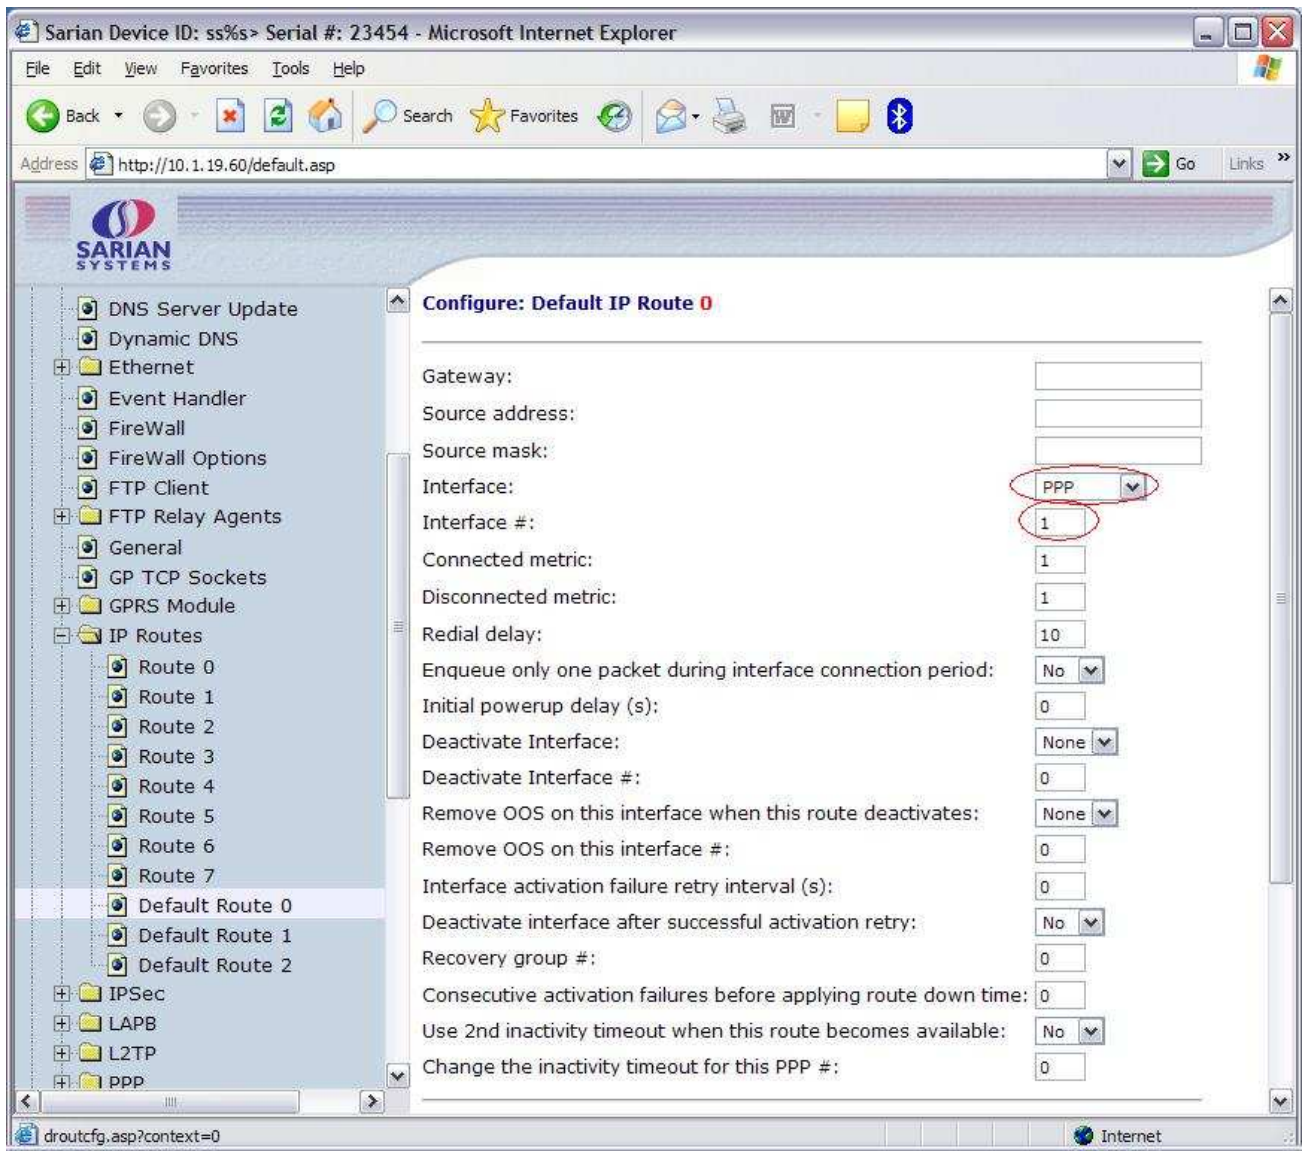 Sarian Device ID: ss%s> Serial #: 23454 - Microsoft Internet Explorer
File Edit View Favorites Tools Help
Back Search Favorites
Address http://10.1.19.60/default.asp Go Links »
SARIAN
SYSTEMS
DNS Server Update
Dynamic DNS
Ethernet
Event Handler
FireWall
FireWall Options
FTP Client
FTP Relay Agents
General
GP TCP Sockets
GPRS Module
IP Routes
Route 0
Route 1
Route 2
Route 3
Route 4
Route 5
Route 6
Route 7
Default Route 0
Default Route 1
Default Route 2
IPSec
LAPB
L2TP
PPP
Configure: Default IP Route 0
Gateway:
Source address:
Source mask:
Interface: PPP
Interface #: 1
Connected metric: 1
Disconnected metric: 1
Redial delay: 10
Enqueue only one packet during interface connection period: No
Initial powerup delay (s): 0
Deactivate Interface: None
Deactivate Interface #: 0
Remove OOS on this interface when this route deactivates: None
Remove OOS on this interface #: 0
Interface activation failure retry interval (s): 0
Deactivate interface after successful activation retry: No
Recovery group #: 0
Consecutive activation failures before applying route down time: 0
Use 2nd inactivity timeout when this route becomes available: No
Change the inactivity timeout for this PPP #: 0
droutcfg.asp?context=0 Internet